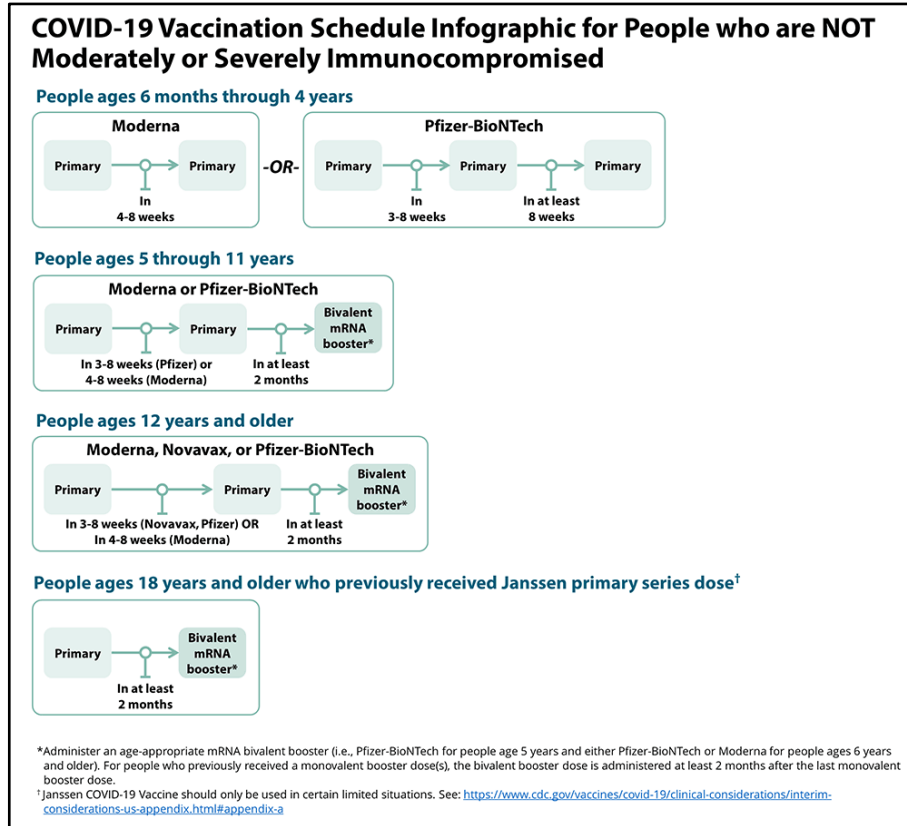 COVID-19 Vaccination Schedule Infographic for People who are NOT
Moderately or Severely Immunocompromised
People ages 6 months through 4 years
Moderna
Primary
Primary
In
4-8 weeks
-OR-
Pfizer-BioNTech
Primary
Primary
Primary
In
3-8 weeks
In at least
8 weeks
People ages 5 through 11 years
Moderna or Pfizer-BioNTech
Primary
Primary
Bivalent
mRNA
booster*
In 3-8 weeks (Pfizer) or
4-8 weeks (Moderna)
In at least
2 months
People ages 12 years and older
Moderna, Novavax, or Pfizer-BioNTech
Primary
Primary
Bivalent
mRNA
booster*
In 3-8 weeks (Novavax, Pfizer) OR
In 4-8 weeks (Moderna)
In at least
2 months
People ages 18 years and older who previously received Janssen primary series dose†
Primary
Bivalent
mRNA
booster*
In at least
2 months
*Administer an age-appropriate mRNA bivalent booster (i.e., Pfizer-BioNTech for people age 5 years and either Pfizer-BioNTech or Moderna for people ages 6 years
and older). For people who previously received a monovalent booster dose(s), the bivalent booster dose is administered at least 2 months after the last monovalent
booster dose.
† Janssen COVID-19 Vaccine should only be used in certain limited situations. See: https://www.cdc.gov/vaccines/covid-19/clinical-considerations/interim-
considerations-us-appendix.html#appendix-a